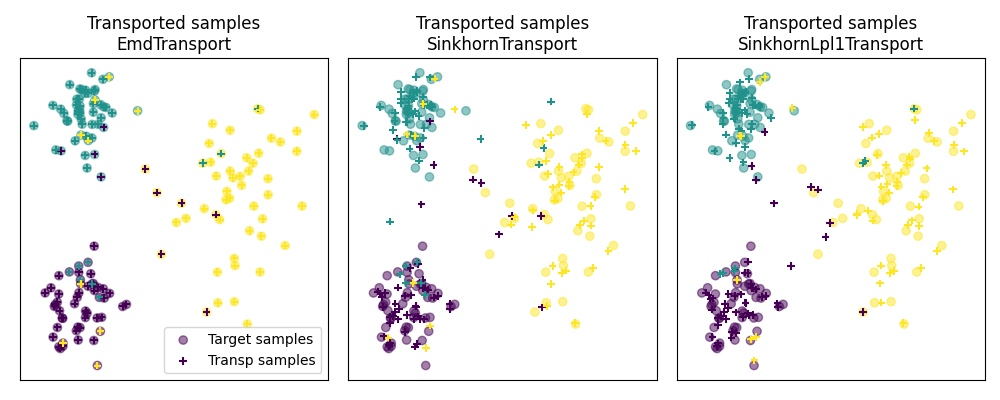 Transported samples
EmdTransport
Transported samples
SinkhornTransport
Transported samples
SinkhornLpl1Transport
Target samples
Transp samples